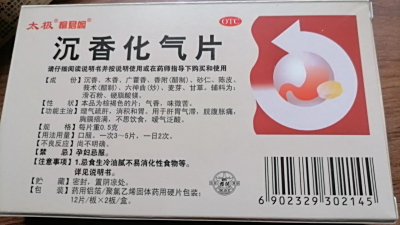 太极
OTC
沉香化气片
请仔细阅读说明书并按说明使用或在药师指导下购买和使用
〔成 份〕沉香、木香、广藿香、香附(醋制)、砂仁、陈皮、
莪术(醋制)、六神曲(炒)、麦芽、甘草。辅料为:
滑石粉、硬脂酸镁。
〔性 状〕本品为棕褐色的片;气香,味微苦。
〔功能主治〕理气疏肝,消积和胃。用于肝胃气滞,脘腹胀痛,
胸膈痞满,不思饮食,嗳气泛酸。
〔规 格〕每片重0.5克
〔用法用量〕口服。一次3~5片,一日2次。
〔不良反应〕尚不明确。
〔禁 忌〕孕妇忌服。
〔注意事项〕1.忌食生冷油腻不易消化性食物等。
详见说明书。
〔贮 藏〕密封,置阴凉处。
〔包 装〕药用铝箔/聚氯乙烯固体药用硬片包装:
12片/板×2板/盒。
6902329302145